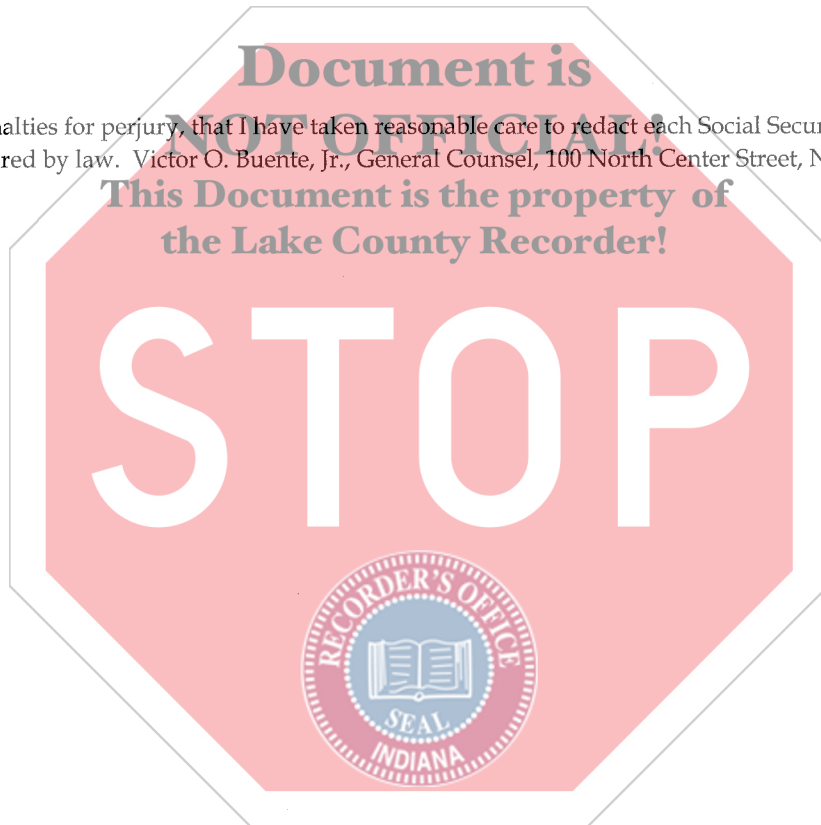 Document is
alties for perjury, that I have taken reasonable care to redact each Social Secur
NOT OFFICIAL!
red by law. Victor O. Buente, Jr., General Counsel, 100 North Center Street, N
This Document is the property of
the Lake County Recorder!
STOP
RECORDER'S OFFICE
SEAL
INDIANA